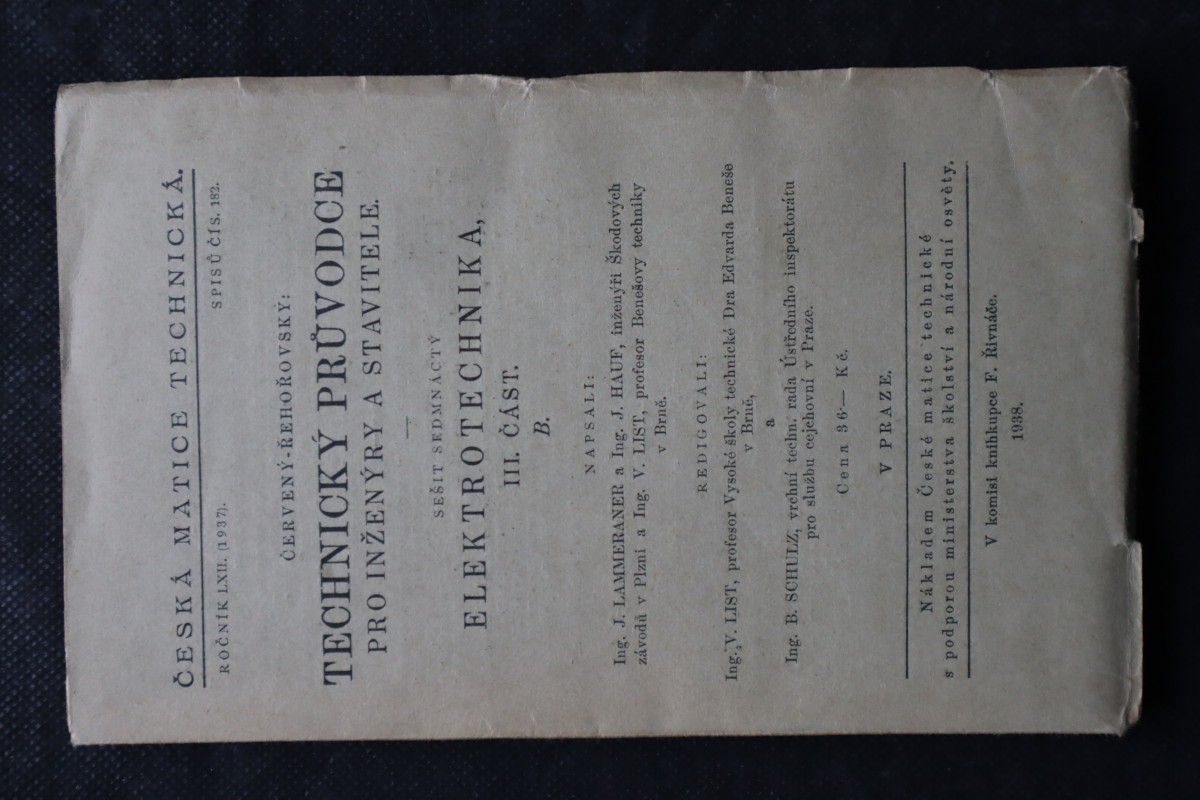 ČESKÁ MATICE TECHNICKÁ.
ROČNÍK LXII. (1937). SPISŮ ČÍS. 182.
ČERVENÝ-ŘEHOŘOVSKÝ:
TECHNICKÝ PRŮVODCE
PRO INŽENÝRY A STAVITELE.
SEŠIT SEDMNÁCTÝ
ELEKTROTECHNIKA,
III. ČÁST.
B.
NAPSALI:
Ing. J. LAMMERANER a Ing. J. HAUF, inženýři Škodových
závodů v Plzni a Ing. V. LIST, profesor Benešovy techniky
v Brně.
REDIGOVALI:
Ing. V. LIST, profesor Vysoké školy technické Dra Edvarda Beneše
v Brně,
a
Ing. B. SCHULZ, vrchní techn. rada Ústředního inspektorátu
pro službu cejchovní v Praze.
Cena 36·— Kč.
V PRAZE.
Nákladem České matice technické
s podporou ministerstva školství a národní osvěty.
V komisi knihkupce F. Řivnáče.
1938.